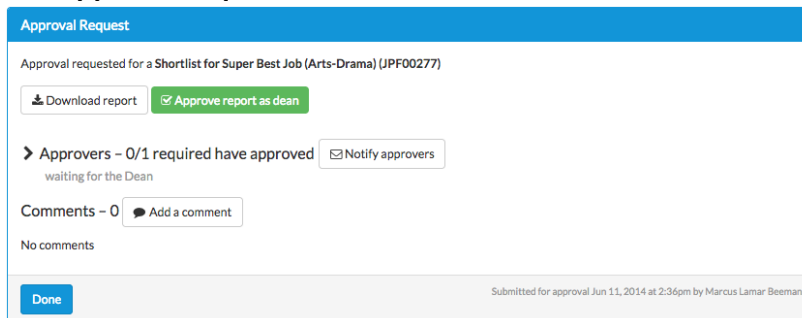 Approval Request
Approval requested for a Shortlist for Super Best Job (Arts-Drama) (JPF00277)
Download report Approve report as dean
Approvers – 0/1 required have approved Notify approvers
waiting for the Dean
Comments – 0 Add a comment
No comments
Done Submitted for approval Jun 11, 2014 at 2:36pm by Marcus Lamar Beeman